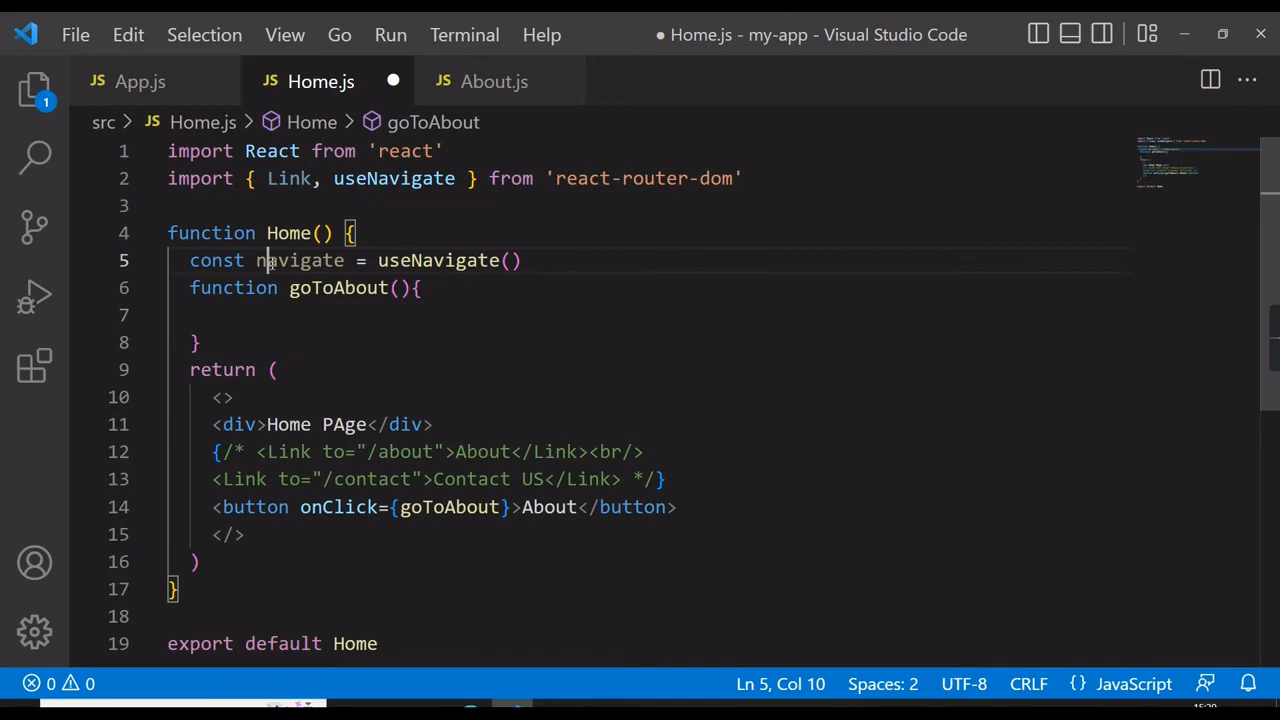 File Edit Selection View Go Run Terminal Help ● Home.js - my-app - Visual Studio Code
JS App.js JS Home.js JS About.js
src > JS Home.js > Home > goToAbout
1 import React from 'react'
2 import { Link, useNavigate } from 'react-router-dom'
3
4 function Home() {
5 const navigate = useNavigate()
6 function goToAbout(){
7
8 }
9 return (
10 <>
11 <div>Home PAge</div>
12 {/* <Link to="/about">About</Link><br/>
13 <Link to="/contact">Contact US</Link> */}
14 <button onClick={goToAbout}>About</button>
15 </>
16 )
17 }
18
19 export default Home
1
0 0 Ln 5, Col 10 Spaces: 2 UTF-8 CRLF {} JavaScript